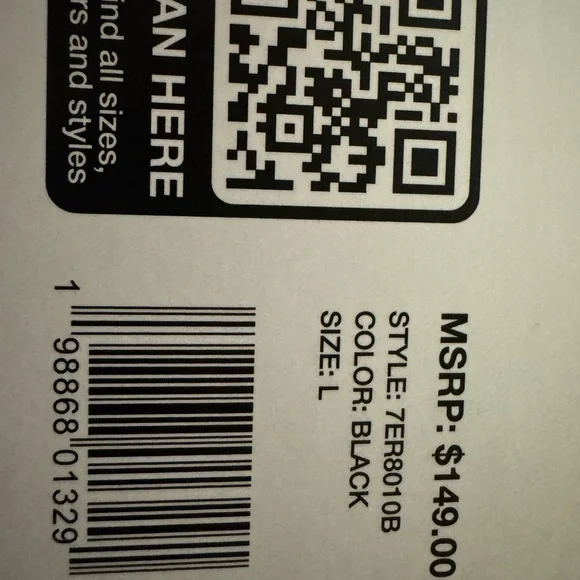 AN HERE
ind all sizes,
rs and styles
MSRP: $149.00
STYLE: 7ER8010B
COLOR: BLACK
SIZE: L
1 98868 01329